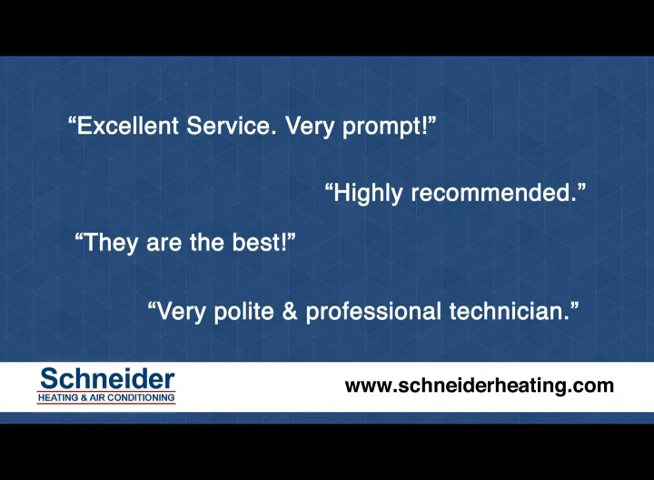 “Excellent Service. Very prompt!”
“Highly recommended.”
“They are the best!”
“Very polite & professional technician.”
Schneider
HEATING & AIR CONDITIONING
www.schneiderheating.com